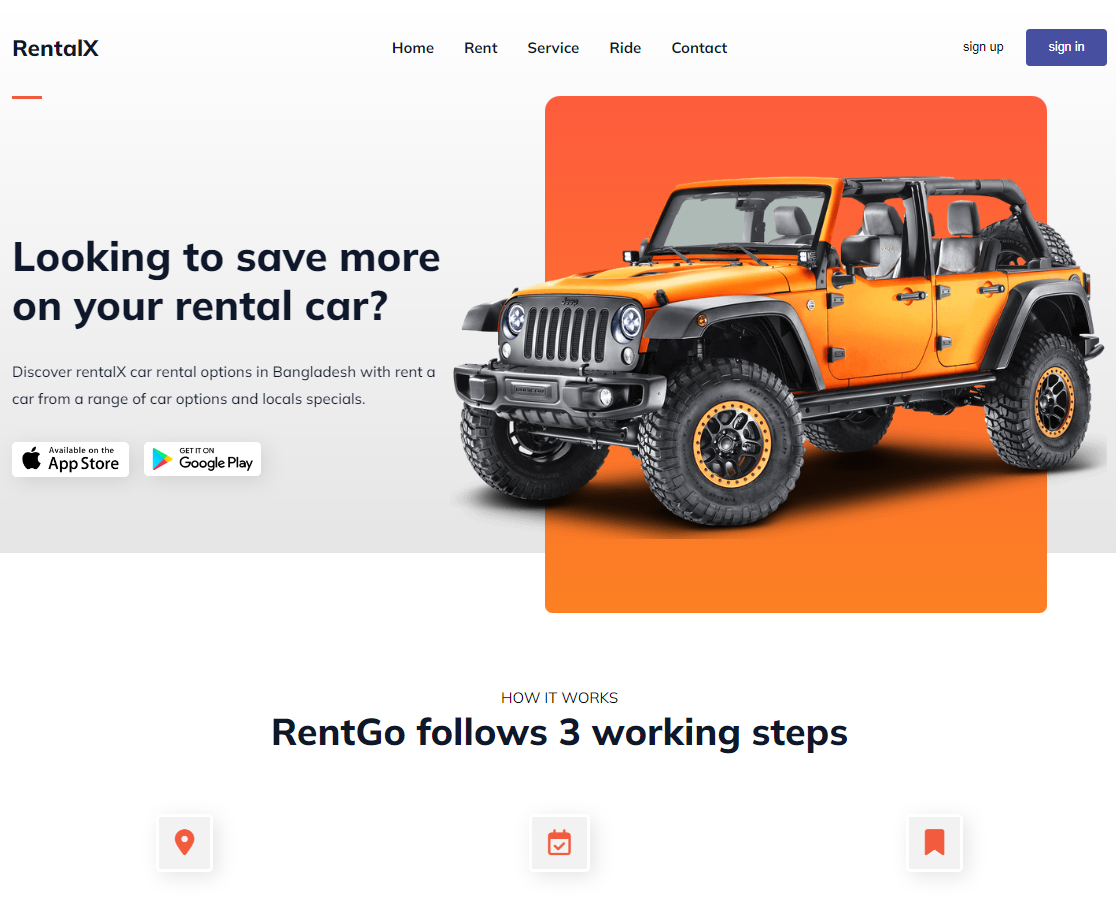 RentalX
Home
Rent
Service
Ride
Contact
sign up
sign in
Looking to save more
on your rental car?
Discover rentalX car rental options in Bangladesh with rent a
car from a range of car options and locals specials.
Available on the
App Store
GET IT ON
Google Play
HOW IT WORKS
RentGo follows 3 working steps